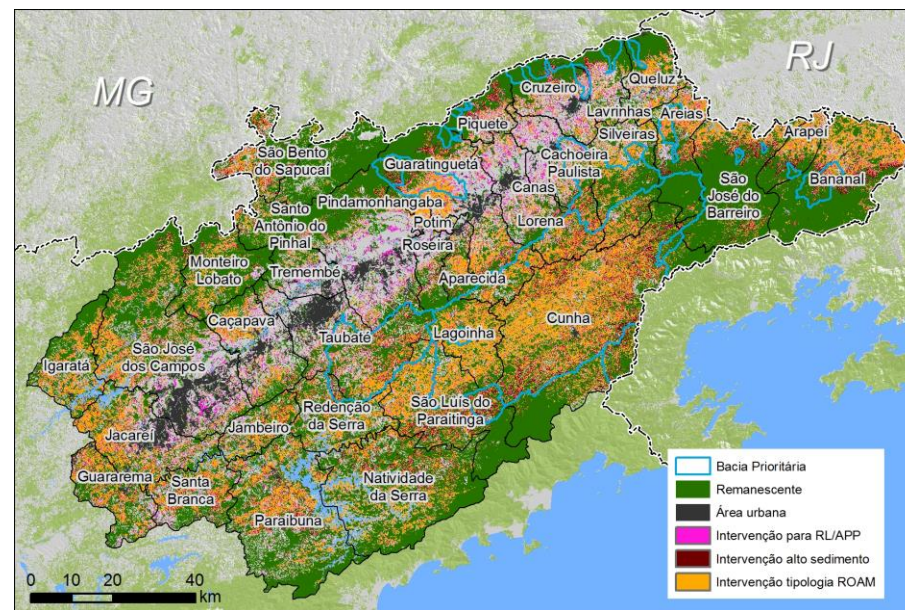 MG
RJ
Queluz
Cruzeiro
Lavrinhas
Areias
Arapeí
Piquete
Silveiras
São Bento
do Sapucaí
Guaratinguetá
Cachoeira
Paulista
São
José do
Barreiro
Bananal
Canas
Santo
Antônio do
Pinhal
Pindamonhangaba
Potim
Lorena
Roseira
Monteiro
Lobato
Tremembé
Aparecida
Caçapava
Cunha
Taubaté
Lagoinha
Igaratá
São José
dos Campos
Redenção
da Serra
São Luís do
Paraitinga
Jambeiro
Jacareí
Guararema
Santa
Branca
Natividade
da Serra
Paraibuna
Bacia Prioritária
Remanescente
Área urbana
Intervenção para RL/APP
Intervenção alto sedimento
Intervenção tipologia ROAM
0 10 20 40
km